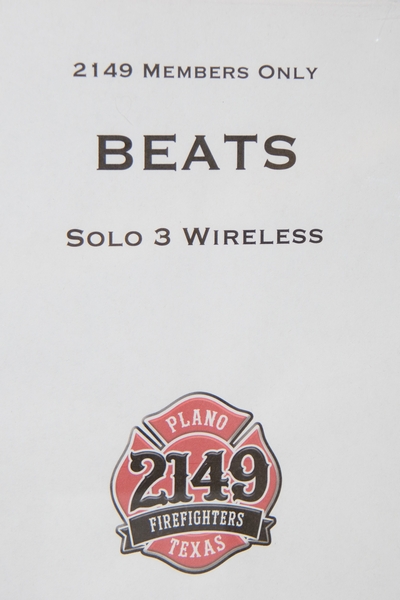 2149 Members Only
BEATS
Solo 3 Wireless
PLANO
2149
FIREFIGHTERS
TEXAS